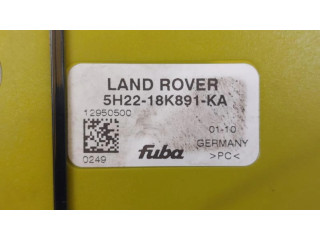 LAND ROVER
5H22-18K891-KA
12950500
01-10
GERMANY
0249
fuba
>PC<